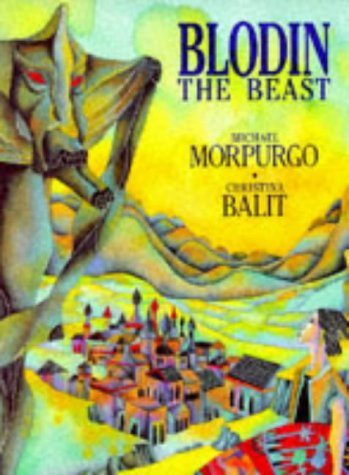 BLODIN
THE BEAST
MICHAEL
MORPURGO
•
CHRISTINA
BALIT